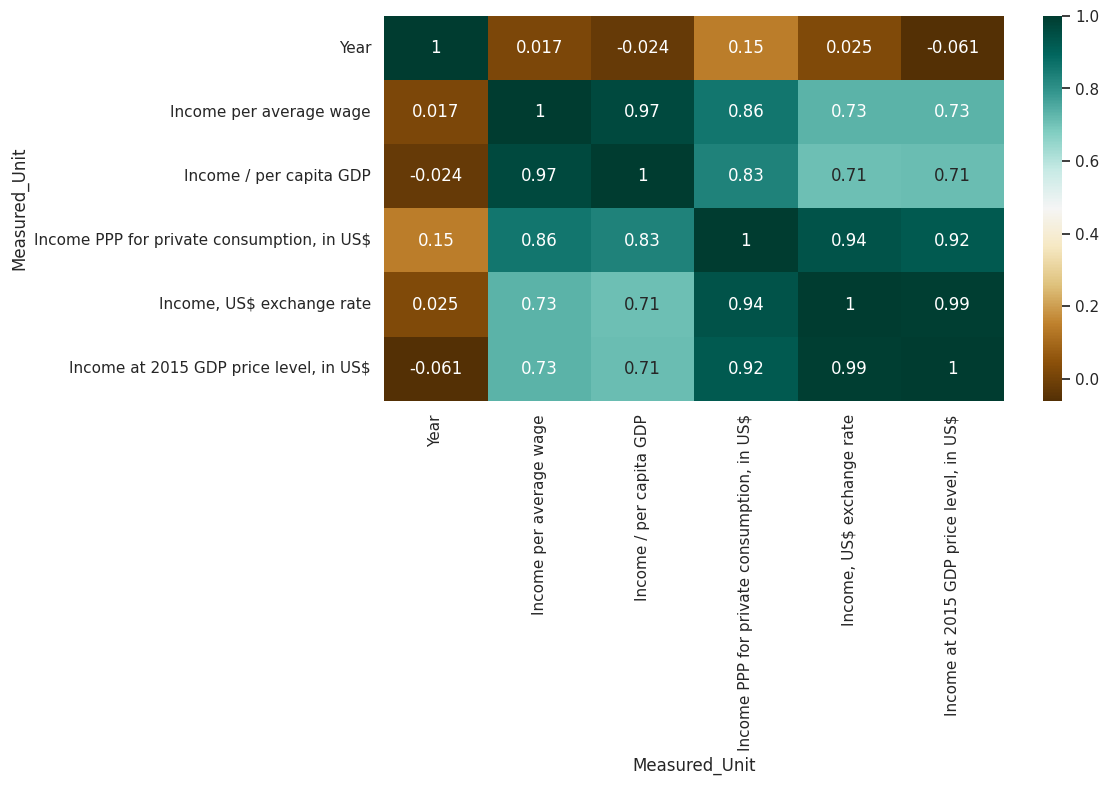 Measured_Unit
Year 1 0.017 -0.024 0.15 0.025 -0.061
Income per average wage 0.017 1 0.97 0.86 0.73 0.73
Income / per capita GDP -0.024 0.97 1 0.83 0.71 0.71
Income PPP for private consumption, in US$ 0.15 0.86 0.83 1 0.94 0.92
Income, US$ exchange rate 0.025 0.73 0.71 0.94 1 0.99
Income at 2015 GDP price level, in US$ -0.061 0.73 0.71 0.92 0.99 1
Year
Income per average wage
Income / per capita GDP
Income PPP for private consumption, in US$
Income, US$ exchange rate
Income at 2015 GDP price level, in US$
Measured_Unit
1.0
0.8
0.6
0.4
0.2
0.0